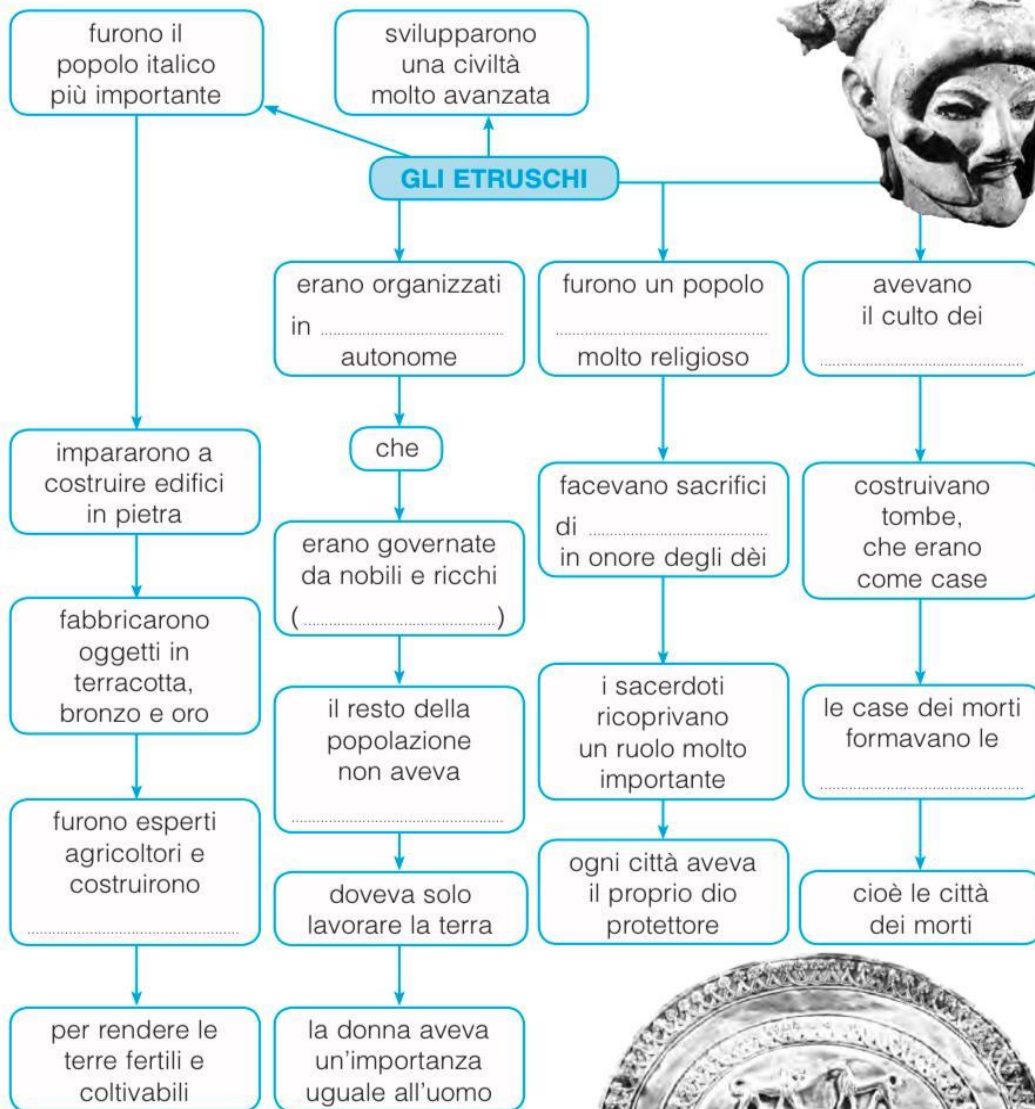 furono il
popolo italico
più importante
sviluppparono
una civiltà
molto avanzata
GLI ETRUSCHI
erano organizzati
in ........................
autonome
furono un popolo
........................
molto religioso
avevano
il culto dei
........................
impararono a
costruire edifici
in pietra
che
facevano sacrifici
di ........................
in onore degli dèi
costruivano
tombe,
che erano
come case
erano governate
da nobili e ricchi
( ........................ )
fabbricarono
oggetti in
terracotta,
bronzo e oro
il resto della
popolazione
non aveva
........................
i sacerdoti
ricoprivano
un ruolo molto
importante
le case dei morti
formavano le
........................
furono esperti
agricoltori e
costruirono
........................
doveva solo
lavorare la terra
ogni città aveva
il proprio dio
protettore
cioè le città
dei morti
per rendere le
terre fertili e
coltivabili
la donna aveva
un'importanza
uguale all'uomo